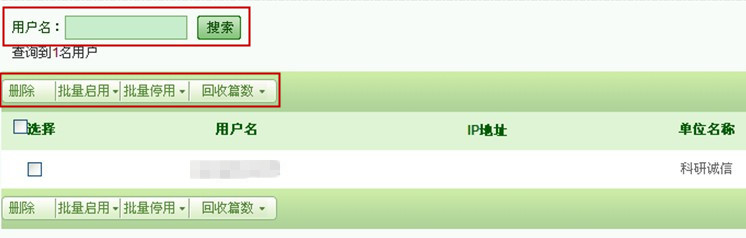 用户名： 搜索
查询到1名用户
删除 批量启用 批量停用 回收篇数
选择 用户名 IP地址 单位名称
科研诚信
删除 批量启用 批量停用 回收篇数